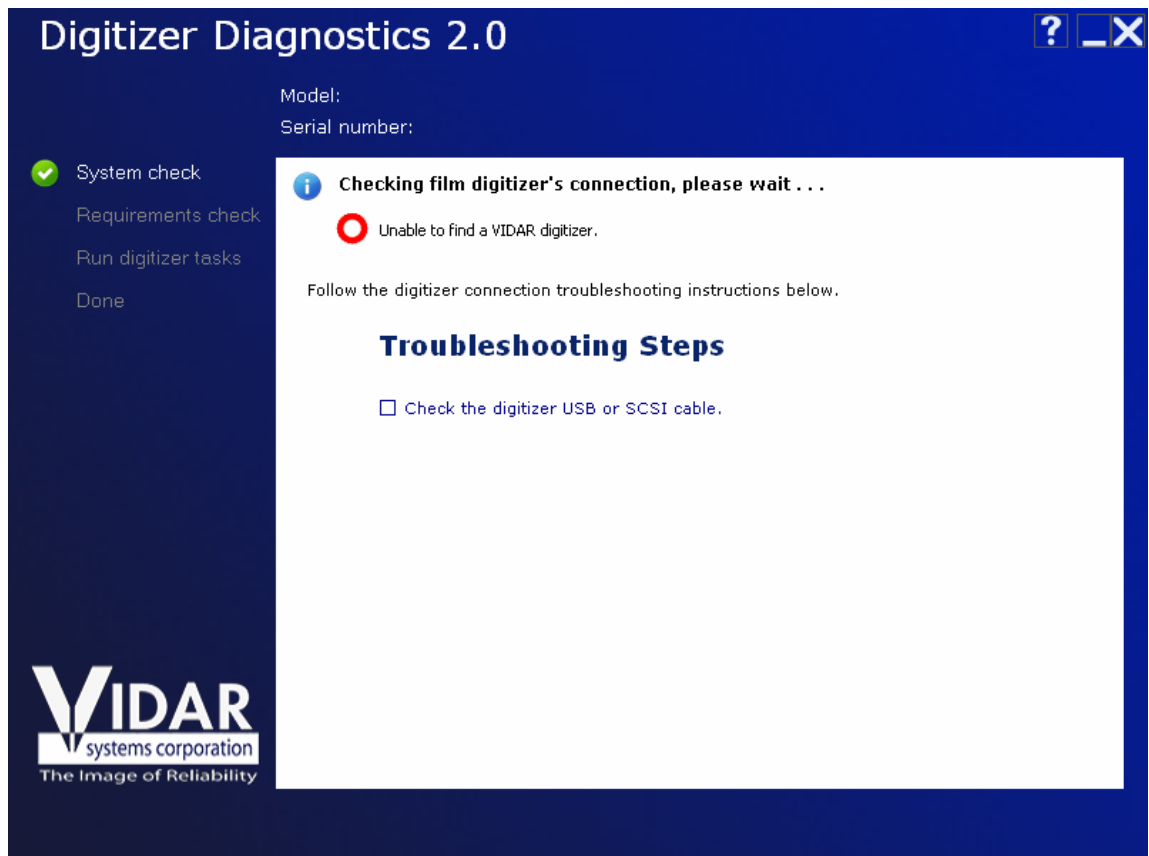 Digitizer Diagnostics 2.0
?
Model:
Serial number:
System check
Requirements check
Run digitizer tasks
Done
Checking film digitizer's connection, please wait . . .
Unable to find a VIDAR digitizer.
Follow the digitizer connection troubleshooting instructions below.
Troubleshooting Steps
Check the digitizer USB or SCSI cable.
VIDAR
systems corporation
The Image of Reliability